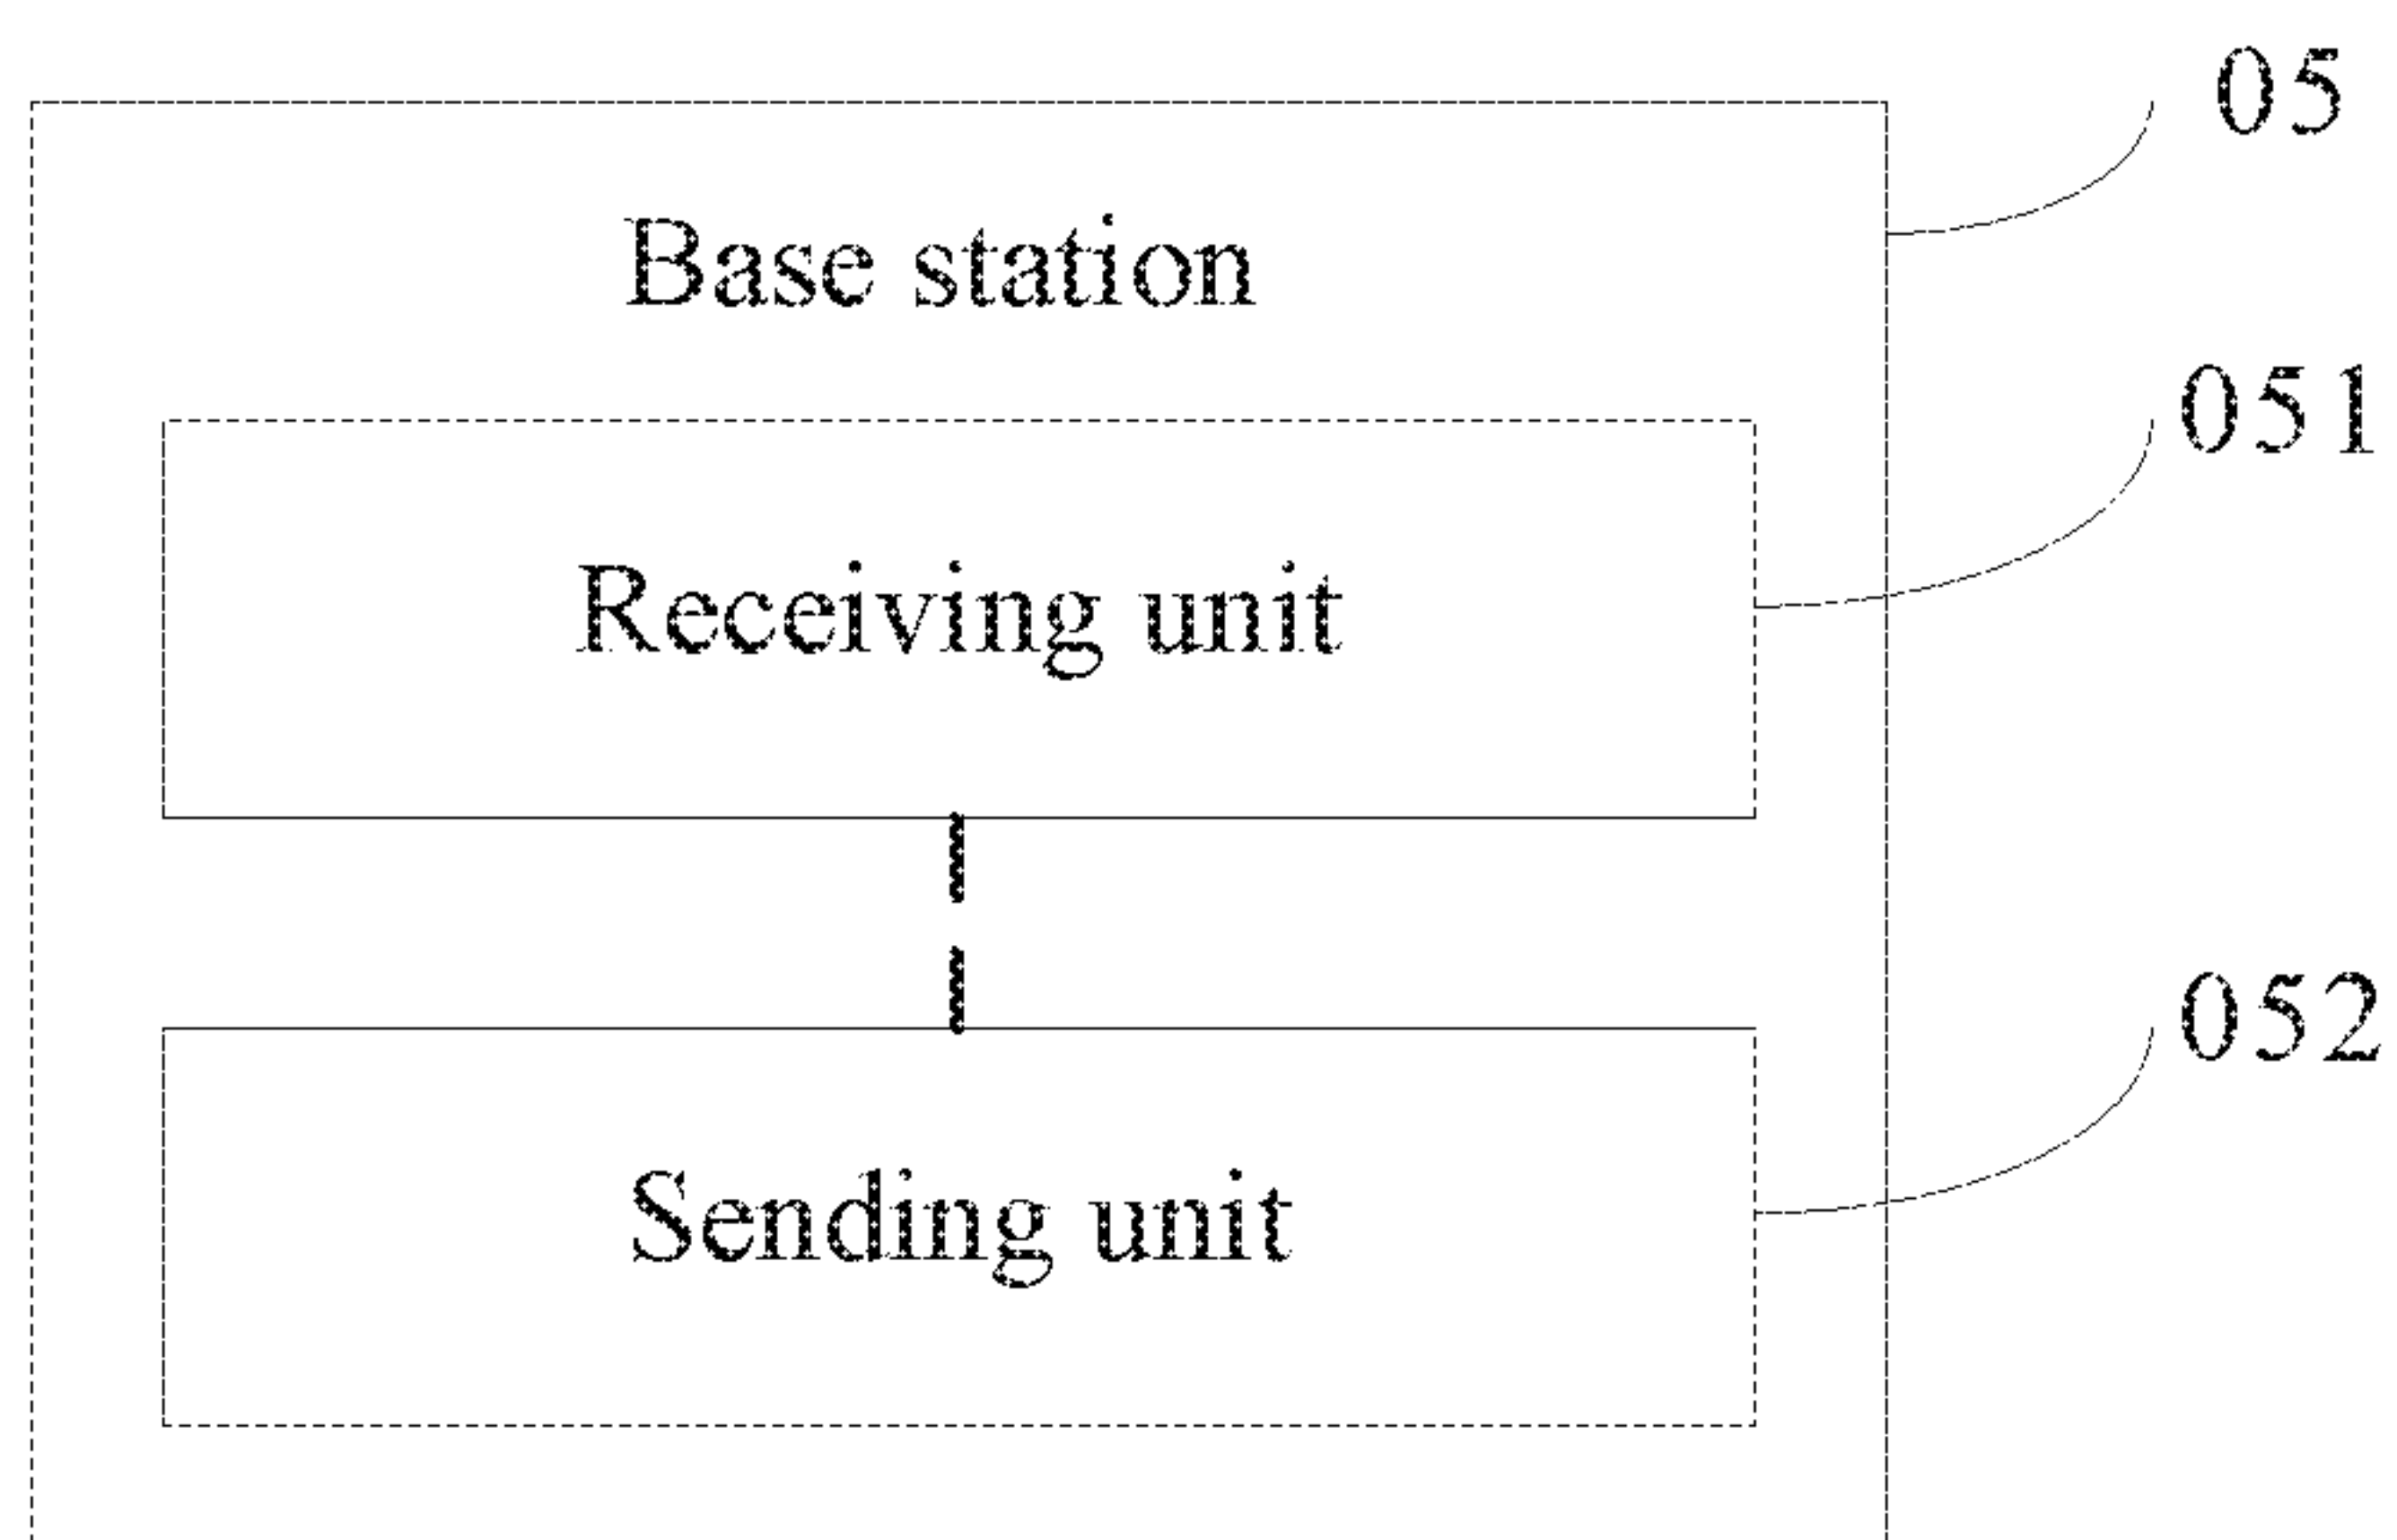 05
Base station
051
Receiving unit
052
Sending unit